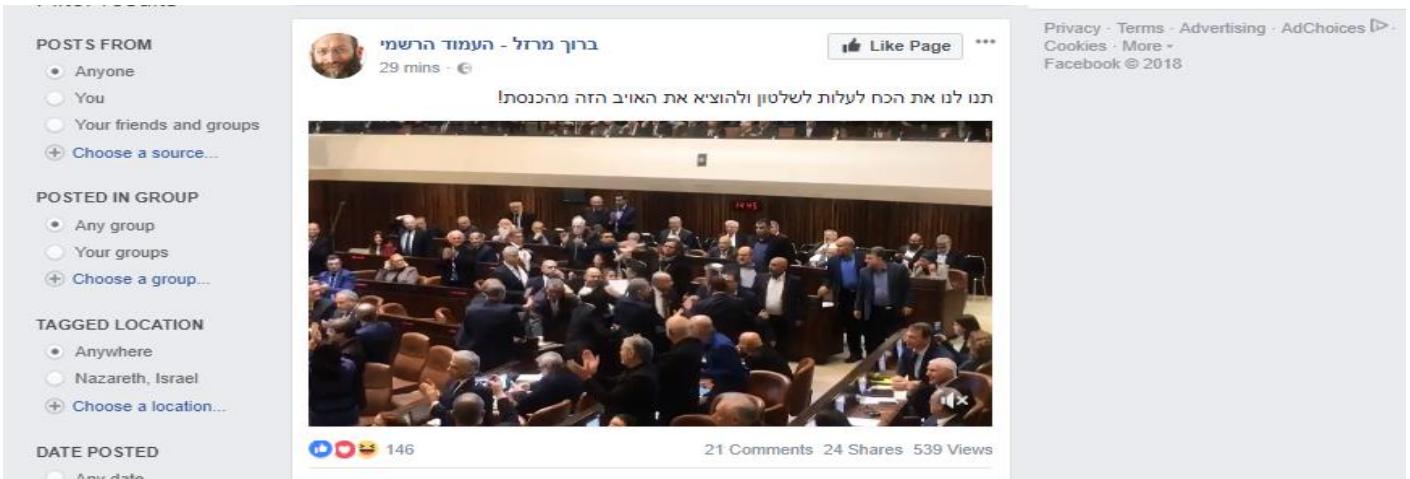 POSTS FROM
Anyone
You
Your friends and groups
Choose a source...
POSTED IN GROUP
Any group
Your groups
Choose a group...
TAGGED LOCATION
Anywhere
Nazareth, Israel
Choose a location...
DATE POSTED
Any date
ברוך מרזל - העמוד הרשמי
29 mins ·
Like Page
תנו לנו את הכח לעלות לשלטון ולהוציא את האויב הזה מהכנסת!
14:45
146
21 Comments 24 Shares 539 Views
Privacy · Terms · Advertising · AdChoices ·
Cookies · More
Facebook © 2018